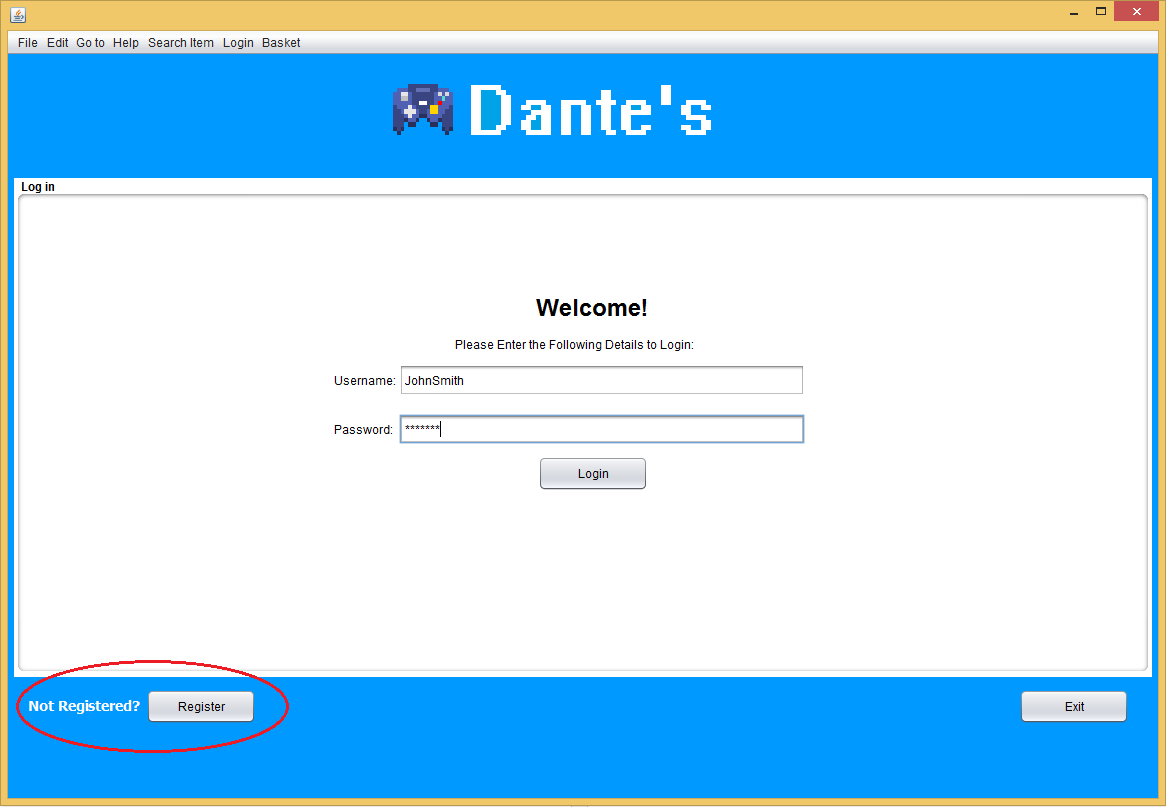 File Edit Go to Help Search Item Login Basket
Dante's
Log in
Welcome!
Please Enter the Following Details to Login:
Username: JohnSmith
Password: *******
Login
Not Registered? Register
Exit